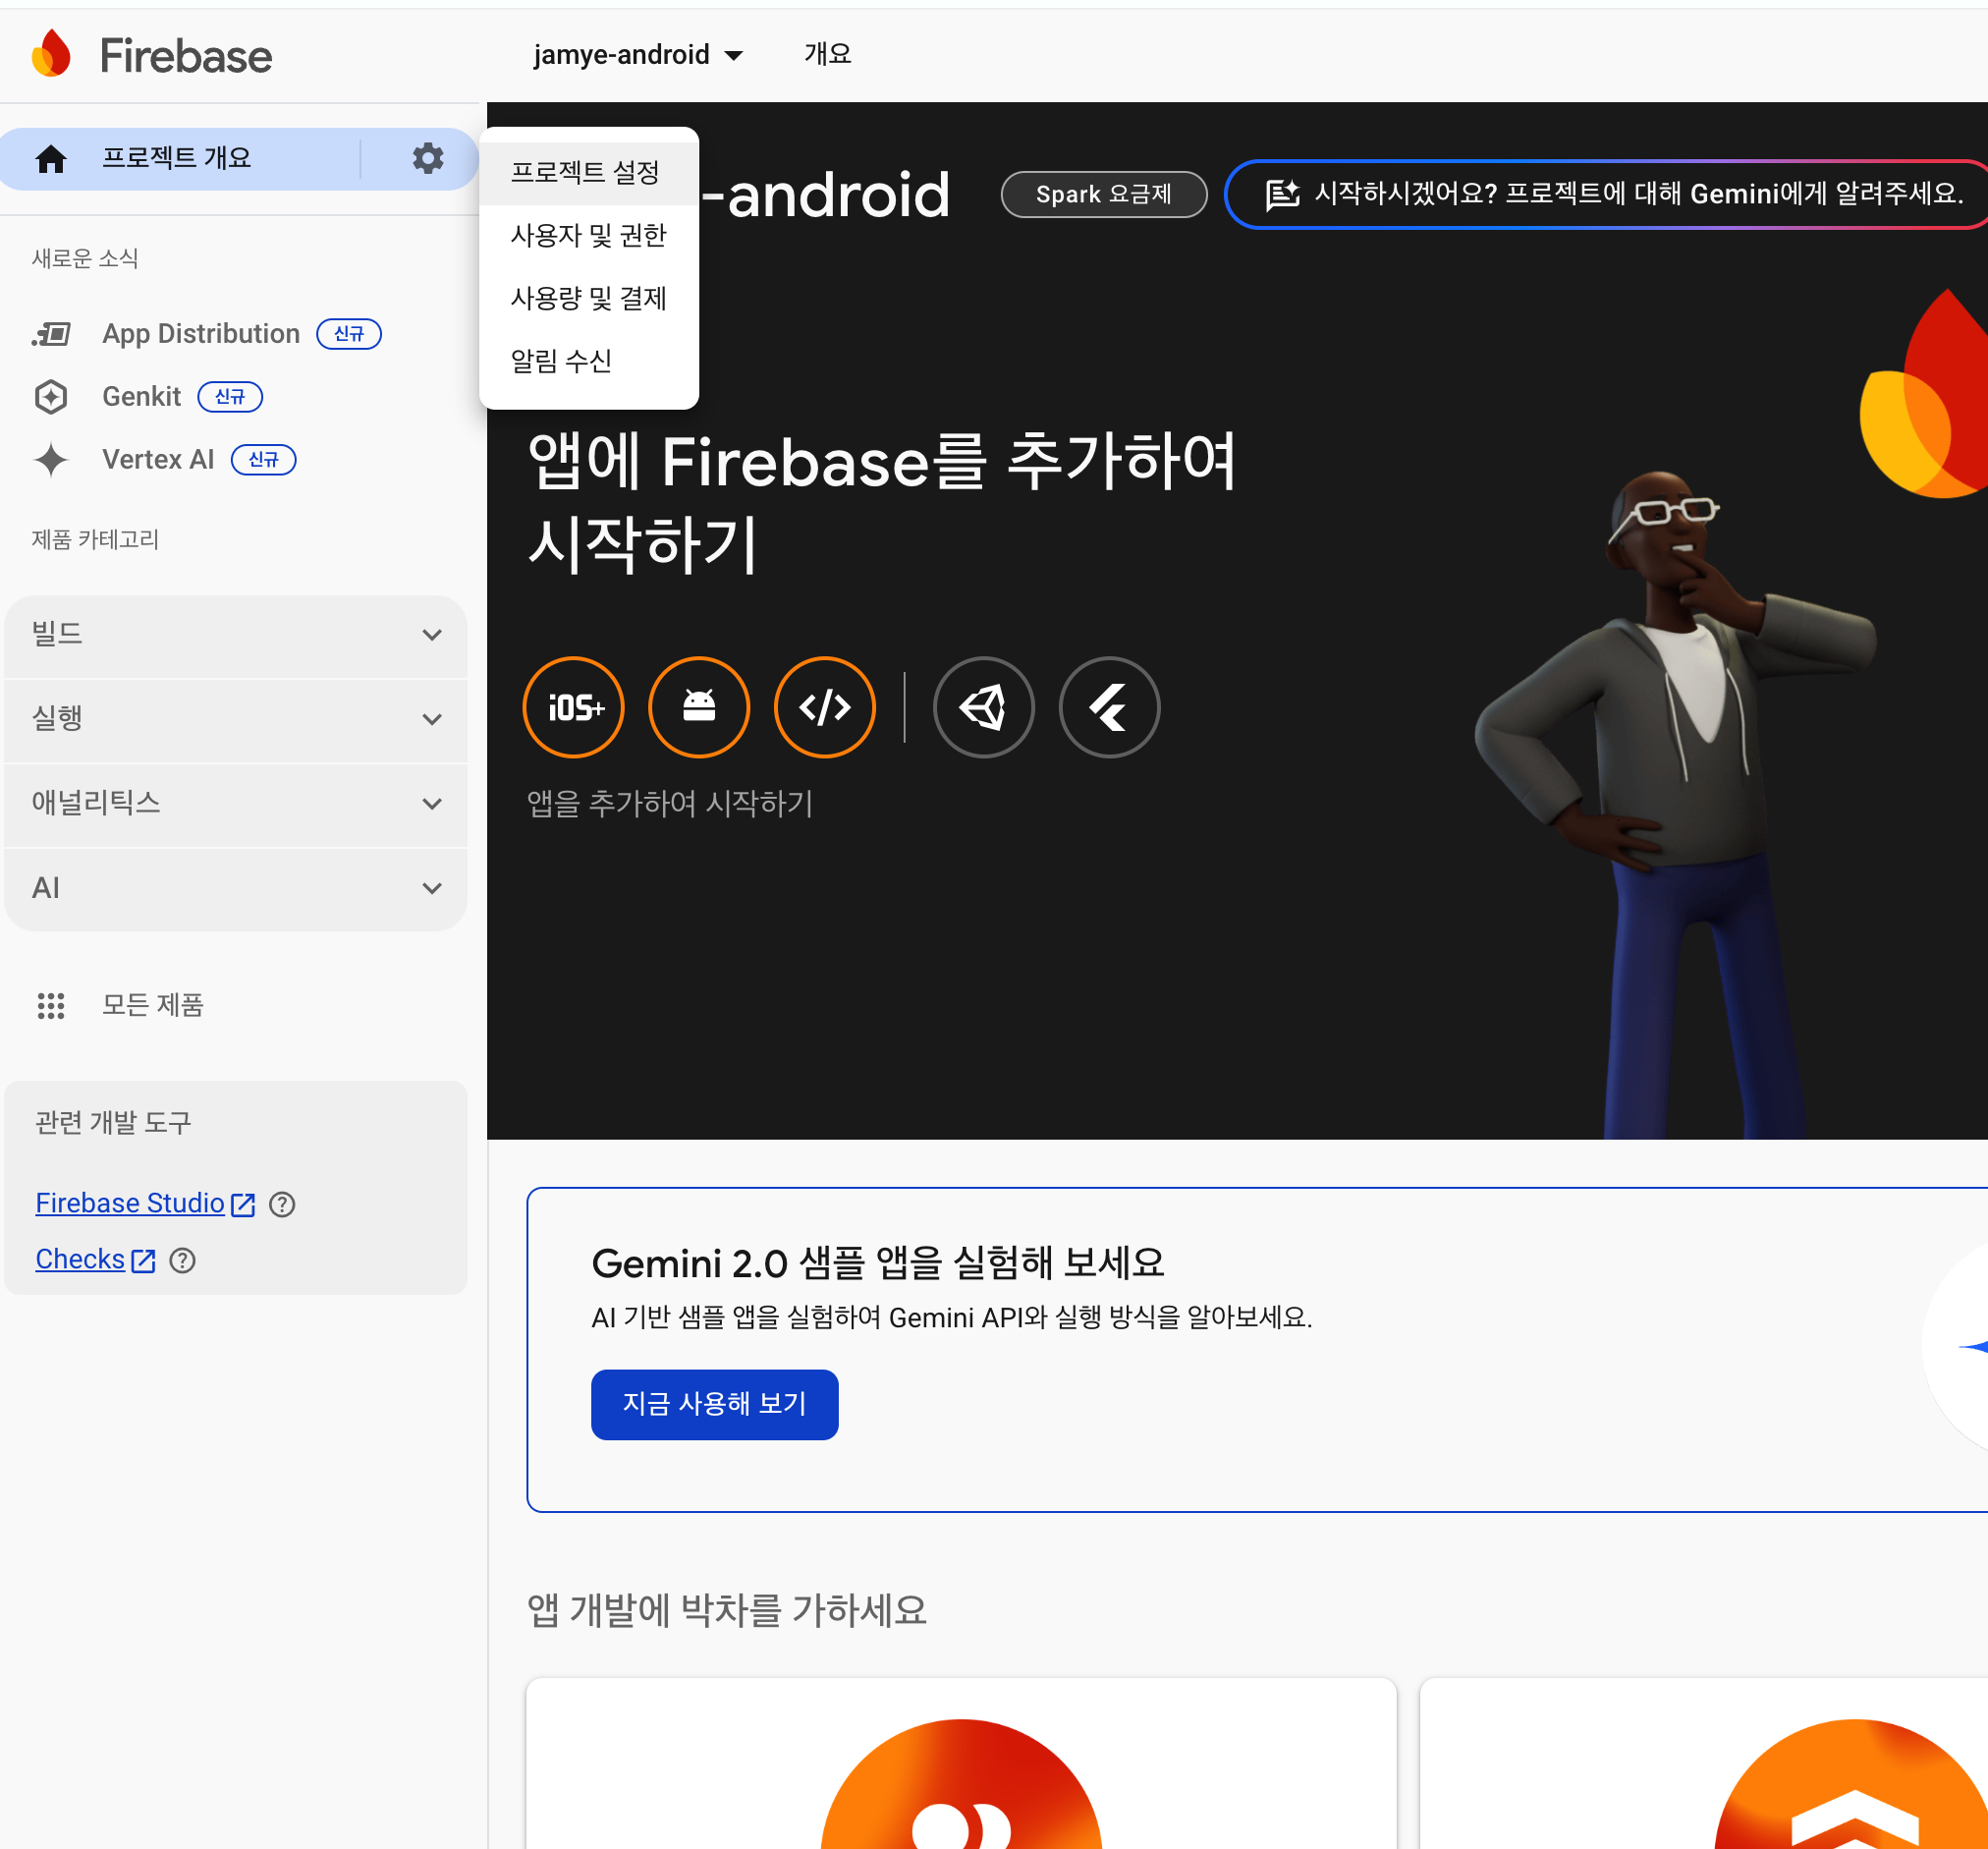 Firebase
jamye-android
개요
프로젝트 개요
프로젝트 설정
사용자 및 권한
사용량 및 결제
알림 수신
-android
Spark 요금제
시작하시겠어요? 프로젝트에 대해 Gemini에게 알려주세요.
새로운 소식
App Distribution 신규
Genkit 신규
Vertex AI 신규
제품 카테고리
빌드
실행
애널리틱스
AI
모든 제품
관련 개발 도구
Firebase Studio
Checks
앱에 Firebase를 추가하여
시작하기
iOS+
앱을 추가하여 시작하기
Gemini 2.0 샘플 앱을 실험해 보세요
AI 기반 샘플 앱을 실험하여 Gemini API와 실행 방식을 알아보세요.
지금 사용해 보기
앱 개발에 박차를 가하세요